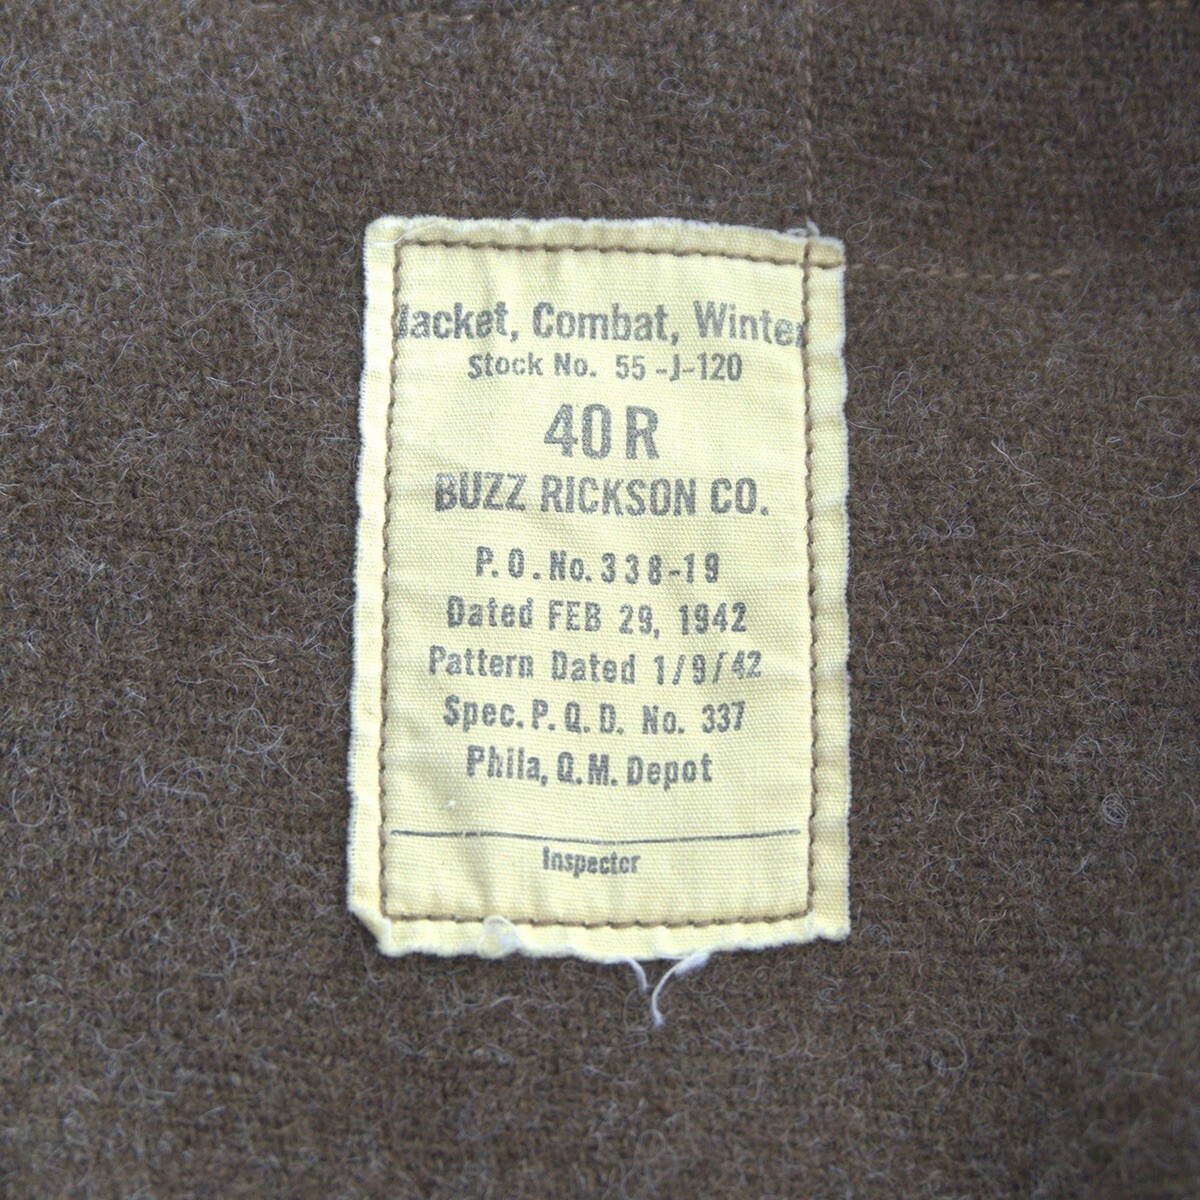 Jacket, Combat, Winter
Stock No. 55-J-120
40 R
BUZZ RICKSON CO.
P.O. No. 338-19
Dated FEB 29, 1942
Pattern Dated 1/9/42
Spec. P.Q.D. No. 337
Phila, Q.M. Depot
Inspector